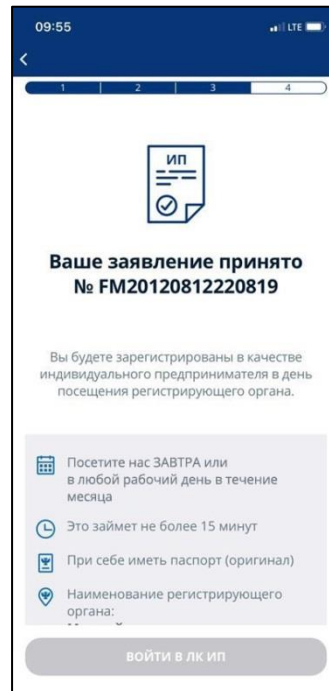 09:55
LTE
1 2 3 4
ИП
Ваше заявление принято
№ FM20120812220819
Вы будете зарегистрированы в качестве
индивидуального предпринимателя в день
посещения регистрирующего органа.
Посетите нас ЗАВТРА или
в любой рабочий день в течение
месяца
Это займет не более 15 минут
При себе иметь паспорт (оригинал)
Наименование регистрирующего
органа:
ВОЙТИ В ЛК ИП